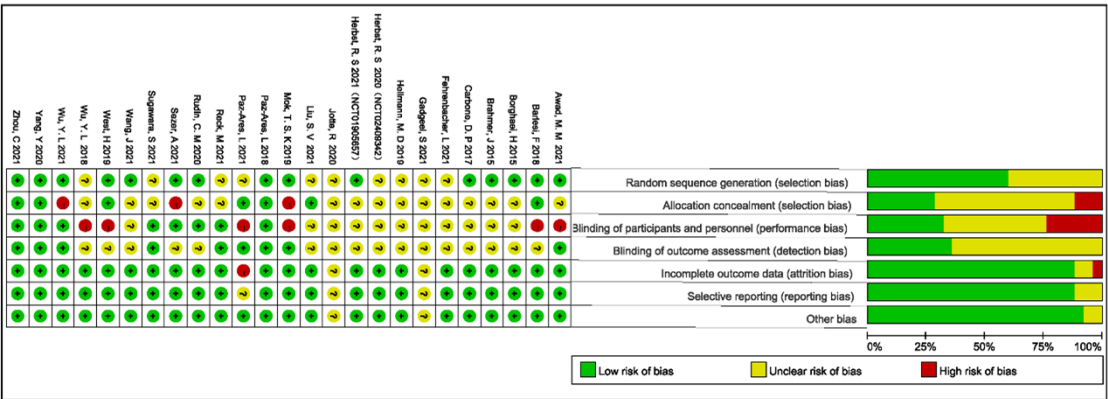 Zhou, C 2021
Yang, Y 2020
Wu, Y. L 2021
Wu, Y. L 2018
West, H 2019
Wang, J 2021
Sugawara, S 2021
Sezer, A 2021
Rudin, C. M 2020
Reck, M 2021
Paz-Ares, L 2021
Paz-Ares, L 2018
Mok, T. S. K 2019
Liu, S. V 2021
Jotte, R 2020
Herbst, R. S 2021 (NCT01905657)
Herbst, R. S 2020 (NCT02409342)
Hellmann, M. D 2019
Gadgeel, S 2021
Fehrenbacher, L 2021
Carbone, D. P 2017
Brahmer, J 2015
Borghaei, H 2015
Barlesi, F 2018
Awad, M. M 2021
Random sequence generation (selection bias)
Allocation concealment (selection bias)
Blinding of participants and personnel (performance bias)
Blinding of outcome assessment (detection bias)
Incomplete outcome data (attrition bias)
Selective reporting (reporting bias)
Other bias
0% 25% 50% 75% 100%
Low risk of bias Unclear risk of bias High risk of bias